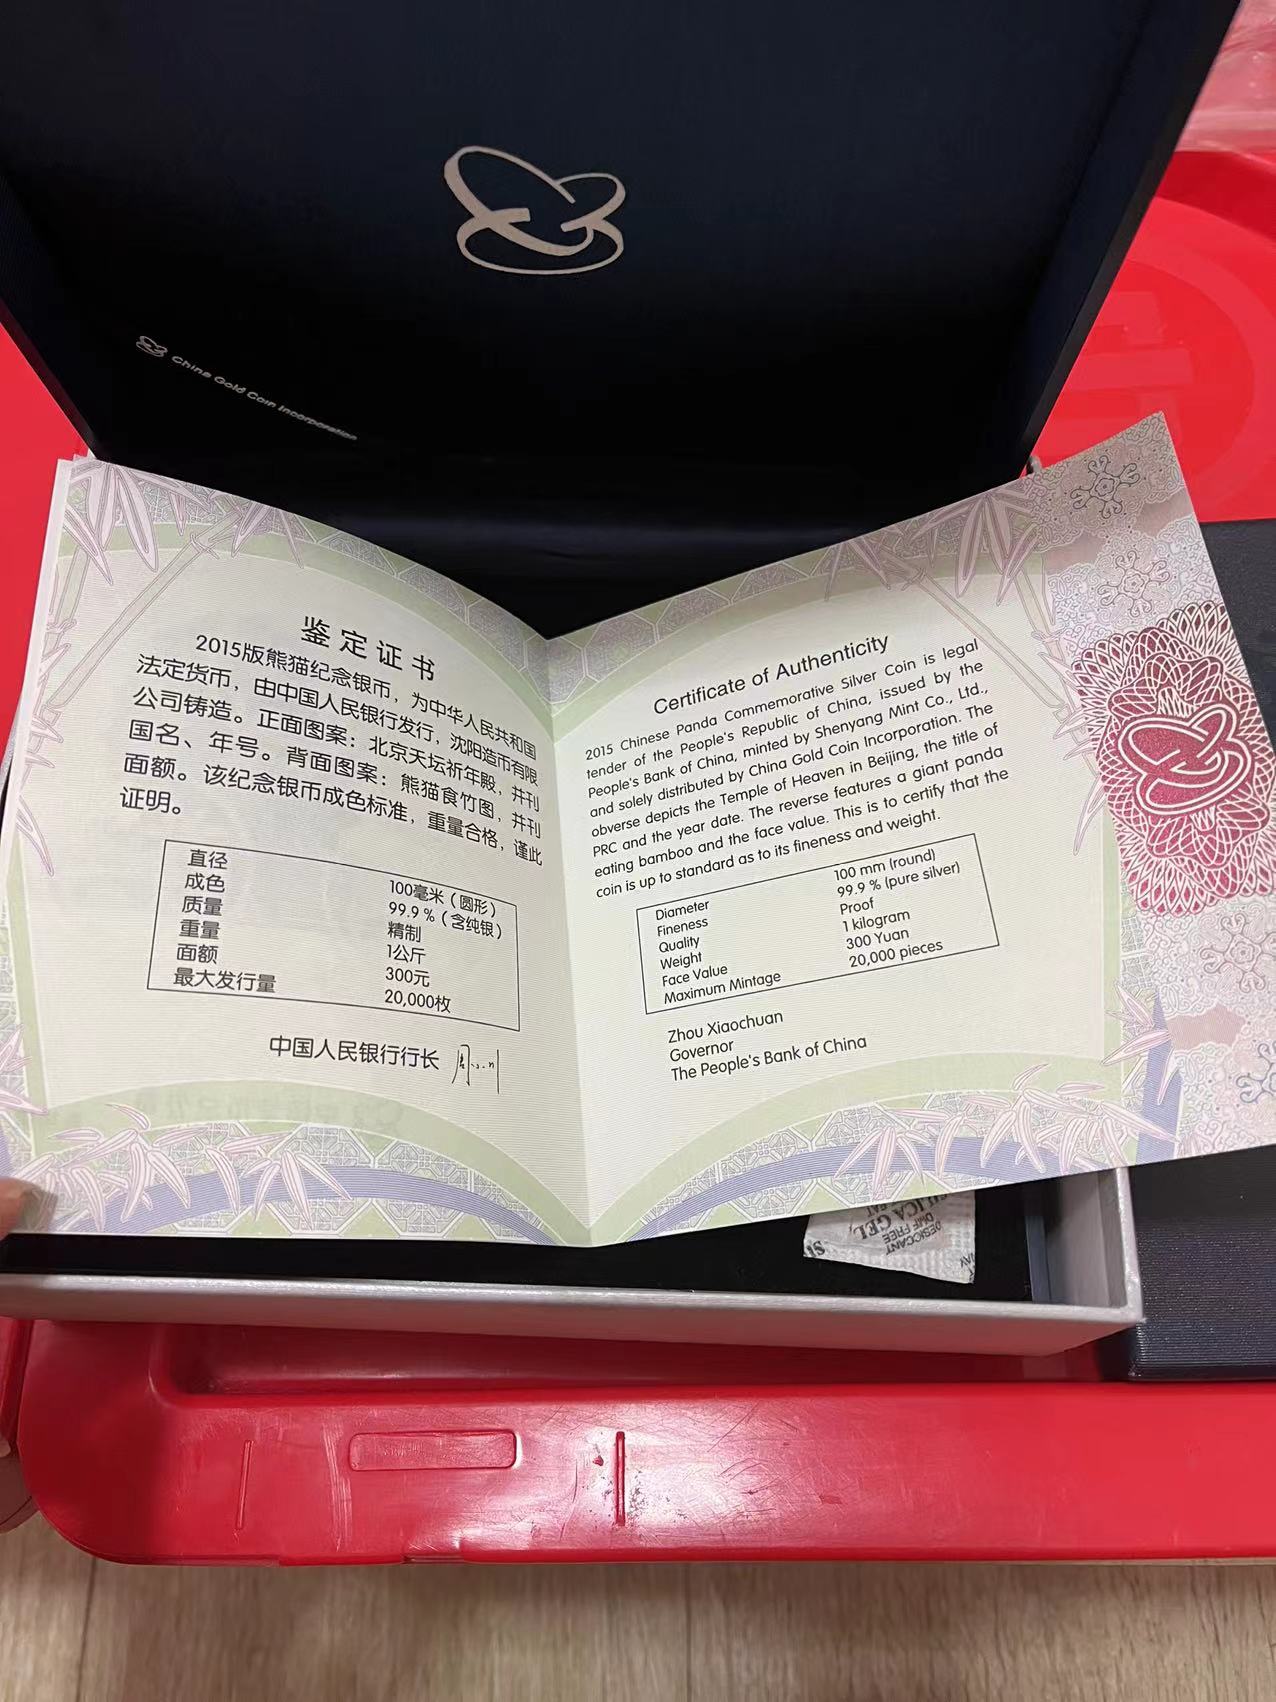 China Gold Coin Incorporation
鉴定证书
2015版熊猫纪念银币，为中华人民共和国
法定货币，由中国人民银行发行，沈阳造币有限
公司铸造。正面图案：北京天坛祈年殿，并刊
国名、年号。背面图案：熊猫食竹图，并刊
面额。该纪念银币成色标准，重量合格，谨此
证明。
直径 100毫米（圆形）
成色 99.9%（含纯银）
质量 精制
重量 1公斤
面额 300元
最大发行量 20,000枚
中国人民银行行长
Certificate of Authenticity
2015 Chinese Panda Commemorative Silver Coin is legal
tender of the People's Republic of China, issued by the
People's Bank of China, minted by Shenyang Mint Co., Ltd.,
and solely distributed by China Gold Coin Incorporation. The
obverse depicts the Temple of Heaven in Beijing, the title of
PRC and the year date. The reverse features a giant panda
eating bamboo and the face value. This is to certify that the
coin is up to standard as to its fineness and weight.
Diameter 100 mm (round)
Fineness 99.9 % (pure silver)
Quality Proof
Weight 1 kilogram
Face Value 300 Yuan
Maximum Mintage 20,000 pieces
Zhou Xiaochuan
Governor
The People's Bank of China
DESICCANT
DMF FREE